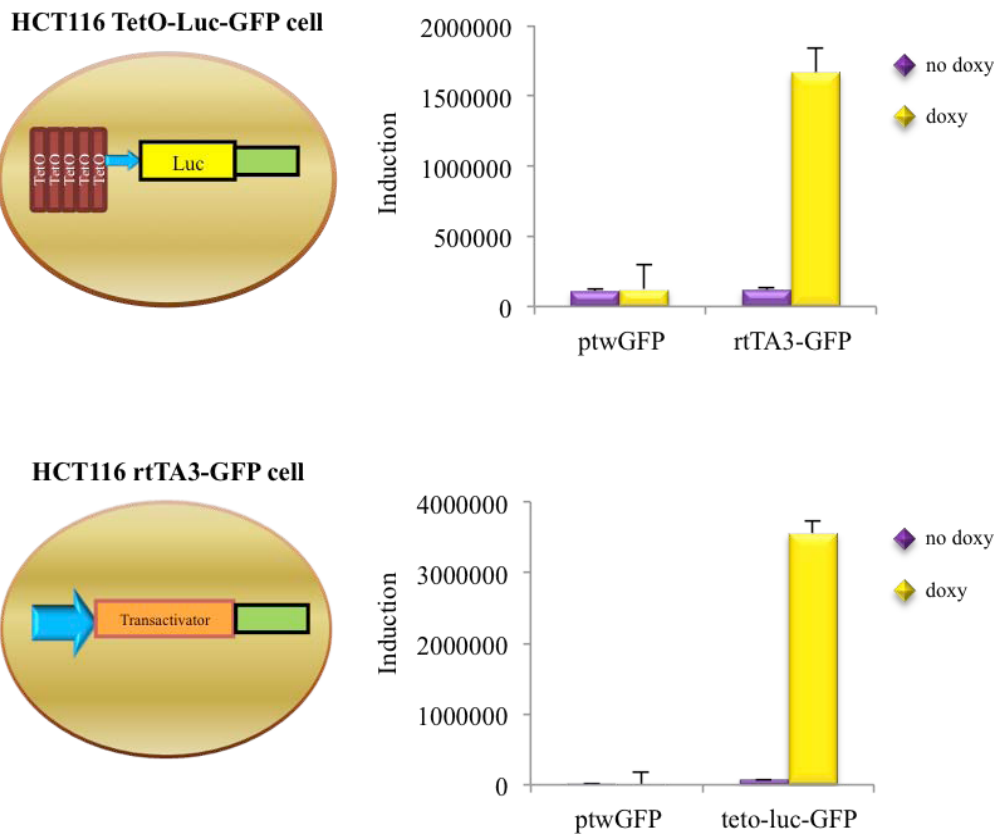 HCT116 TetO-Luc-GFP cell
TetO
TetO
TetO
TetO
TetO
Luc
Induction
2000000
1500000
1000000
500000
0
ptwGFP
rtTA3-GFP
no doxy
doxy
HCT116 rtTA3-GFP cell
Transactivator
Induction
4000000
3000000
2000000
1000000
0
ptwGFP
teto-luc-GFP
no doxy
doxy